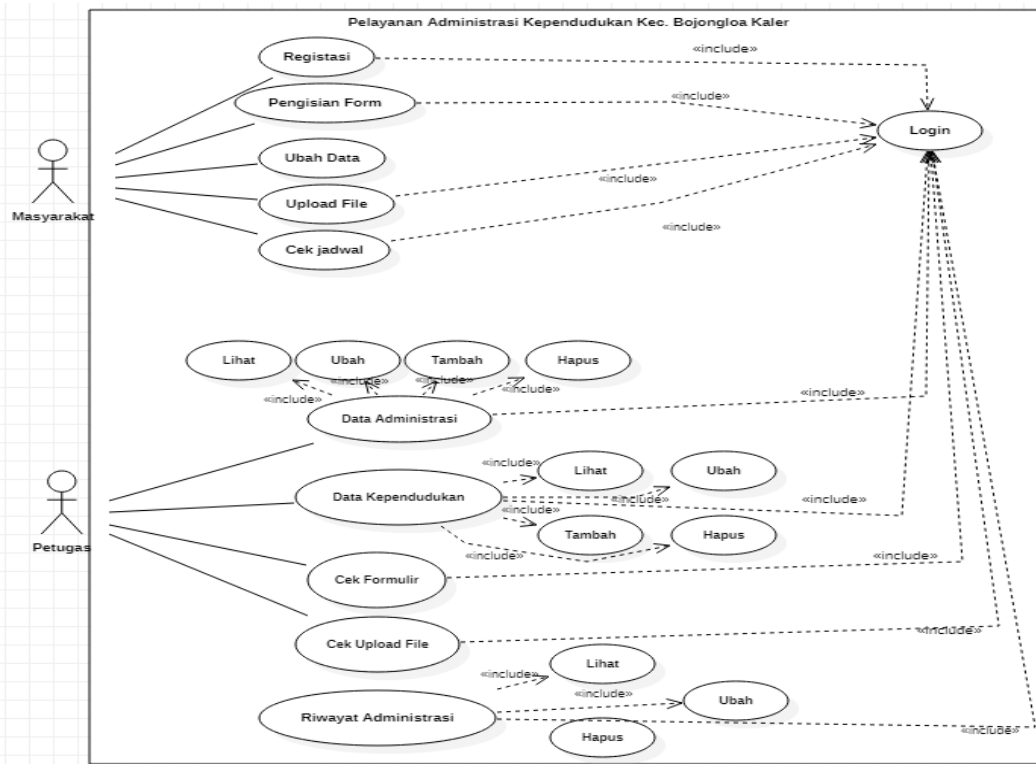 Pelayanan Administrasi Kependudukan Kec. Bojongloa Kaler
Registasi
«include»
Pengisian Form
«include»
Login
Ubah Data
«include»
Upload File
Masyarakat
«include»
Cek jadwal
Lihat
Ubah
Tambah
Hapus
«include»
«include»
«include»
«include»
«include»
Data Administrasi
«include»
Lihat
Ubah
Data Kependudukan
«include»
«include»
«include»
Tambah
Hapus
Petugas
«include»
«include»
Cek Formulir
«include»
Cek Upload File
Lihat
«include»
«include»
Ubah
Riwayat Administrasi
«include»
Hapus